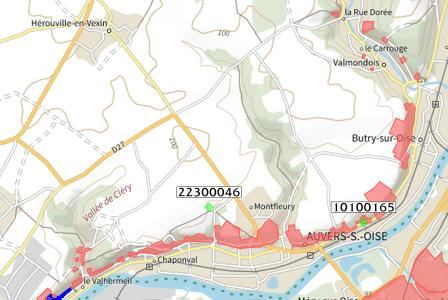 la Rue Dorée
Hérouville-en-Vexin
100
le Carrouge
Valmondois
26
Butry-sur-Oise
D27
100
Vallée de Cléry
22300046
Montfleury
10100165
AUVERS-S.-OISE
Chaponval
le Valhermeil